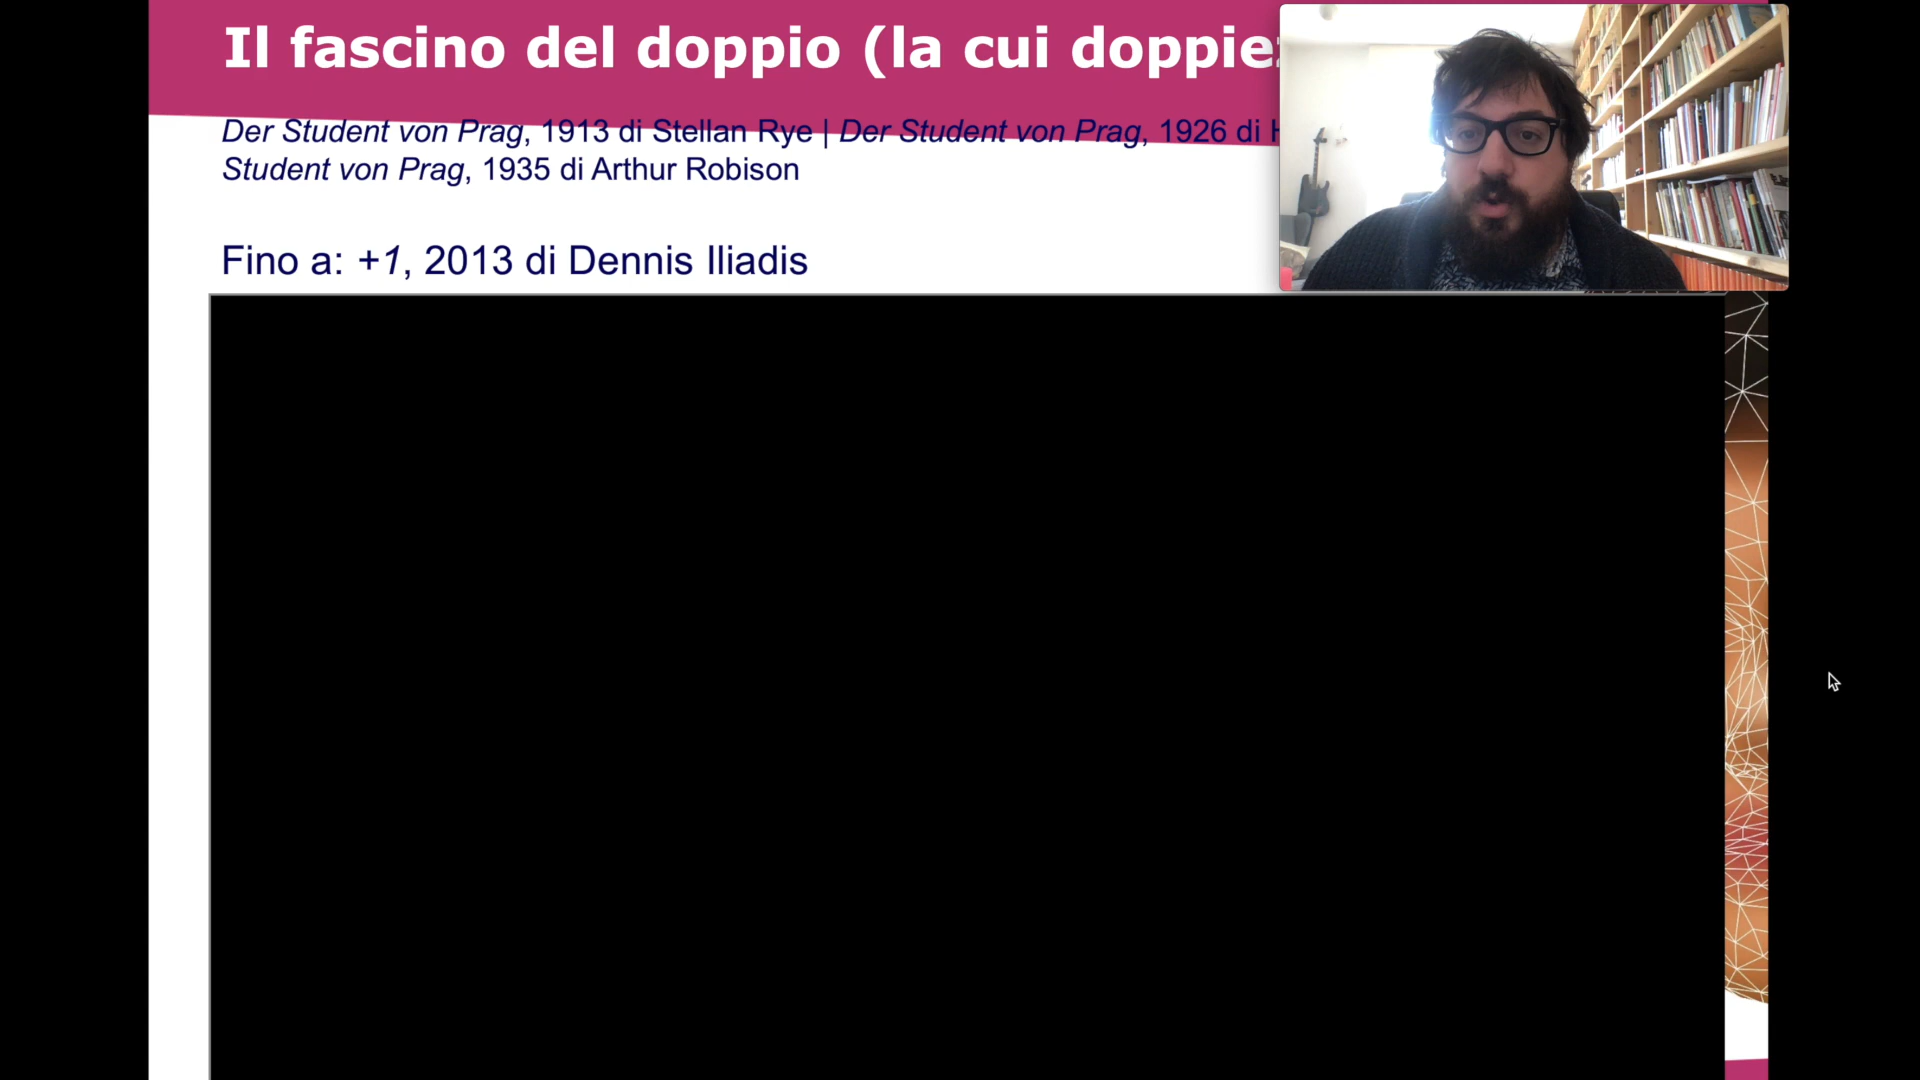 Il fascino del doppio (la cui
Der Student von Prag, 1913 di Stellan Rye | Der Student von Prag, 1926 di
Student von Prag, 1935 di Arthur Robison
Fino a: +1, 2013 di Dennis Iliadis